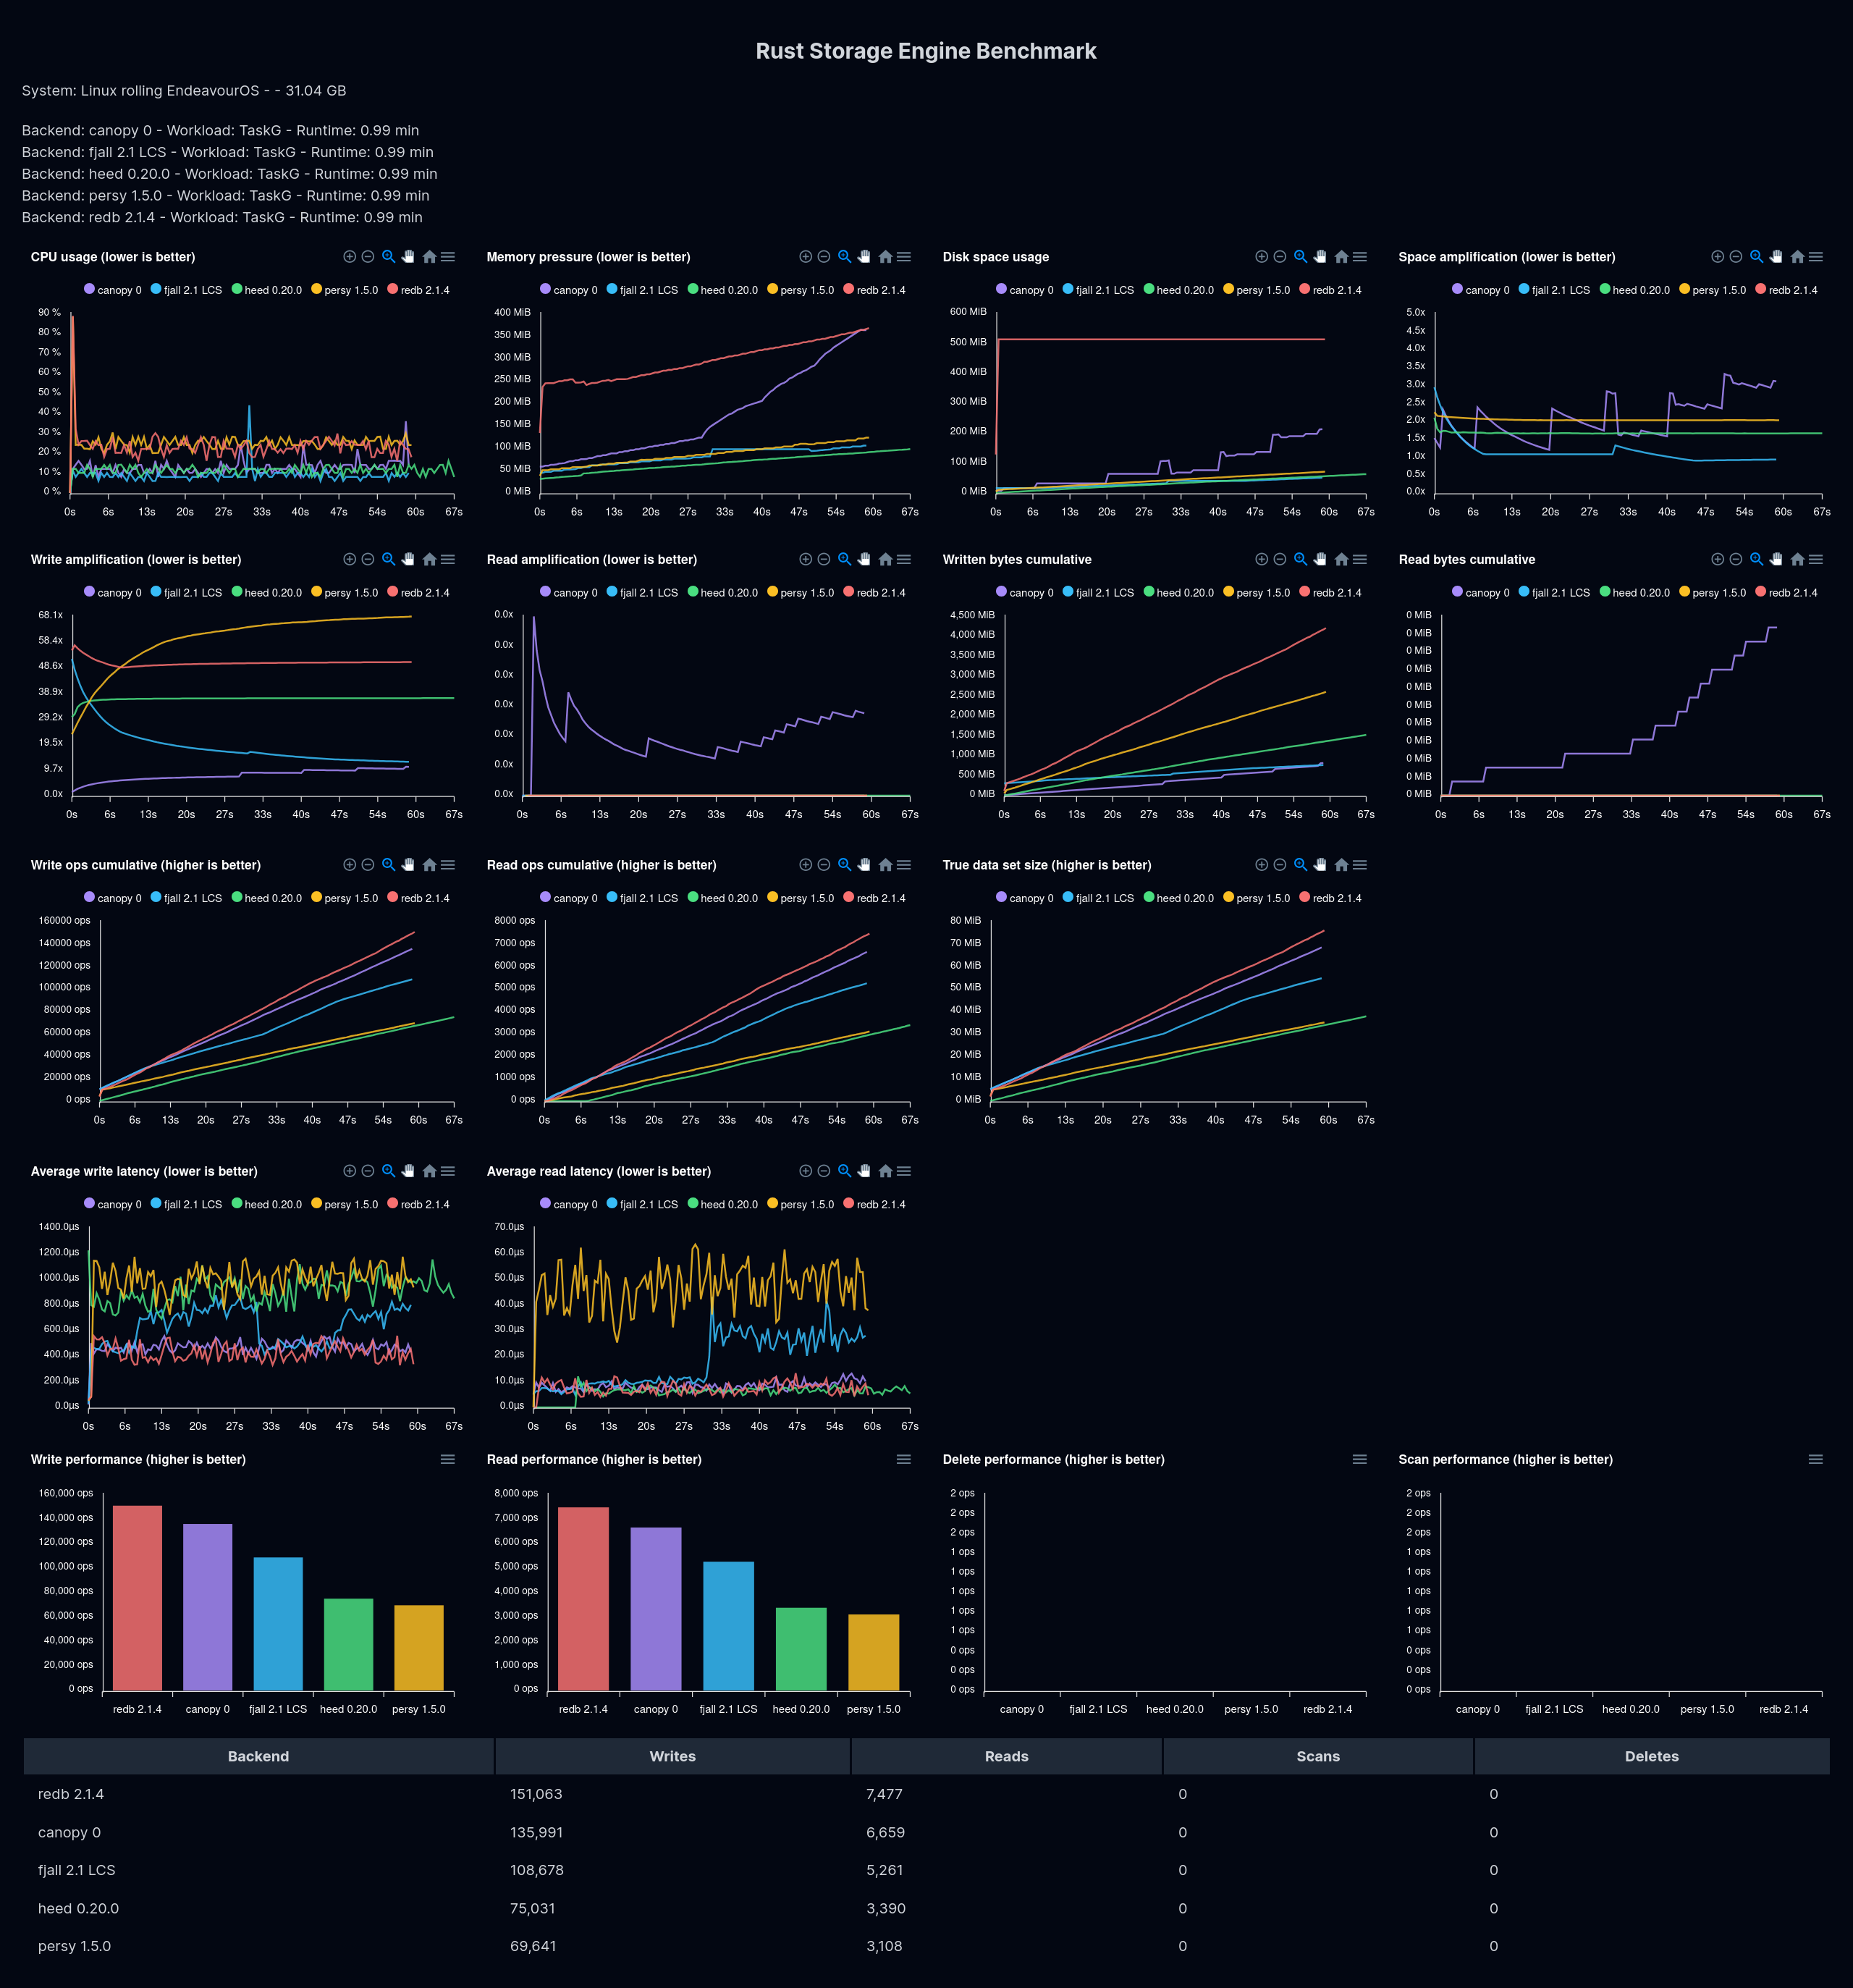 Rust Storage Engine Benchmark
System: Linux rolling EndeavourOS - - 31.04 GB
Backend: canopy 0 - Workload: TaskG - Runtime: 0.99 min
Backend: fjall 2.1 LCS - Workload: TaskG - Runtime: 0.99 min
Backend: heed 0.20.0 - Workload: TaskG - Runtime: 0.99 min
Backend: persy 1.5.0 - Workload: TaskG - Runtime: 0.99 min
Backend: redb 2.1.4 - Workload: TaskG - Runtime: 0.99 min
CPU usage (lower is better)
canopy 0 fjall 2.1 LCS heed 0.20.0 persy 1.5.0 redb 2.1.4
90 %
80 %
70 %
60 %
50 %
40 %
30 %
20 %
10 %
0 %
0s 6s 13s 20s 27s 33s 40s 47s 54s 60s 67s
Memory pressure (lower is better)
canopy 0 fjall 2.1 LCS heed 0.20.0 persy 1.5.0 redb 2.1.4
400 MiB
350 MiB
300 MiB
250 MiB
200 MiB
150 MiB
100 MiB
50 MiB
0 MiB
0s 6s 13s 20s 27s 33s 40s 47s 54s 60s 67s
Disk space usage
canopy 0 fjall 2.1 LCS heed 0.20.0 persy 1.5.0 redb 2.1.4
600 MiB
500 MiB
400 MiB
300 MiB
200 MiB
100 MiB
0 MiB
0s 6s 13s 20s 27s 33s 40s 47s 54s 60s 67s
Space amplification (lower is better)
canopy 0 fjall 2.1 LCS heed 0.20.0 persy 1.5.0 redb 2.1.4
5.0x
4.5x
4.0x
3.5x
3.0x
2.5x
2.0x
1.5x
1.0x
0.5x
0.0x
0s 6s 13s 20s 27s 33s 40s 47s 54s 60s 67s
Write amplification (lower is better)
canopy 0 fjall 2.1 LCS heed 0.20.0 persy 1.5.0 redb 2.1.4
68.1x
58.4x
48.6x
38.9x
29.2x
19.5x
9.7x
0.0x
0s 6s 13s 20s 27s 33s 40s 47s 54s 60s 67s
Read amplification (lower is better)
canopy 0 fjall 2.1 LCS heed 0.20.0 persy 1.5.0 redb 2.1.4
0.0x
0.0x
0.0x
0.0x
0.0x
0.0x
0.0x
0s 6s 13s 20s 27s 33s 40s 47s 54s 60s 67s
Written bytes cumulative
canopy 0 fjall 2.1 LCS heed 0.20.0 persy 1.5.0 redb 2.1.4
4,500 MiB
4,000 MiB
3,500 MiB
3,000 MiB
2,500 MiB
2,000 MiB
1,500 MiB
1,000 MiB
500 MiB
0 MiB
0s 6s 13s 20s 27s 33s 40s 47s 54s 60s 67s
Read bytes cumulative
canopy 0 fjall 2.1 LCS heed 0.20.0 persy 1.5.0 redb 2.1.4
0 MiB
0 MiB
0 MiB
0 MiB
0 MiB
0 MiB
0 MiB
0 MiB
0 MiB
0 MiB
0 MiB
0s 6s 13s 20s 27s 33s 40s 47s 54s 60s 67s
Write ops cumulative (higher is better)
canopy 0 fjall 2.1 LCS heed 0.20.0 persy 1.5.0 redb 2.1.4
160000 ops
140000 ops
120000 ops
100000 ops
80000 ops
60000 ops
40000 ops
20000 ops
0 ops
0s 6s 13s 20s 27s 33s 40s 47s 54s 60s 67s
Read ops cumulative (higher is better)
canopy 0 fjall 2.1 LCS heed 0.20.0 persy 1.5.0 redb 2.1.4
8000 ops
7000 ops
6000 ops
5000 ops
4000 ops
3000 ops
2000 ops
1000 ops
0 ops
0s 6s 13s 20s 27s 33s 40s 47s 54s 60s 67s
True data set size (higher is better)
canopy 0 fjall 2.1 LCS heed 0.20.0 persy 1.5.0 redb 2.1.4
80 MiB
70 MiB
60 MiB
50 MiB
40 MiB
30 MiB
20 MiB
10 MiB
0 MiB
0s 6s 13s 20s 27s 33s 40s 47s 54s 60s 67s
Average write latency (lower is better)
canopy 0 fjall 2.1 LCS heed 0.20.0 persy 1.5.0 redb 2.1.4
1400.0µs
1200.0µs
1000.0µs
800.0µs
600.0µs
400.0µs
200.0µs
0.0µs
0s 6s 13s 20s 27s 33s 40s 47s 54s 60s 67s
Average read latency (lower is better)
canopy 0 fjall 2.1 LCS heed 0.20.0 persy 1.5.0 redb 2.1.4
70.0µs
60.0µs
50.0µs
40.0µs
30.0µs
20.0µs
10.0µs
0.0µs
0s 6s 13s 20s 27s 33s 40s 47s 54s 60s 67s
Write performance (higher is better)
160,000 ops
140,000 ops
120,000 ops
100,000 ops
80,000 ops
60,000 ops
40,000 ops
20,000 ops
0 ops
redb 2.1.4 canopy 0 fjall 2.1 LCS heed 0.20.0 persy 1.5.0
Read performance (higher is better)
8,000 ops
7,000 ops
6,000 ops
5,000 ops
4,000 ops
3,000 ops
2,000 ops
1,000 ops
0 ops
redb 2.1.4 canopy 0 fjall 2.1 LCS heed 0.20.0 persy 1.5.0
Delete performance (higher is better)
2 ops
2 ops
2 ops
1 ops
1 ops
1 ops
1 ops
1 ops
0 ops
0 ops
0 ops
canopy 0 fjall 2.1 LCS heed 0.20.0 persy 1.5.0 redb 2.1.4
Scan performance (higher is better)
2 ops
2 ops
2 ops
1 ops
1 ops
1 ops
1 ops
1 ops
0 ops
0 ops
0 ops
canopy 0 fjall 2.1 LCS heed 0.20.0 persy 1.5.0 redb 2.1.4
Backend Writes Reads Scans Deletes
redb 2.1.4 151,063 7,477 0 0
canopy 0 135,991 6,659 0 0
fjall 2.1 LCS 108,678 5,261 0 0
heed 0.20.0 75,031 3,390 0 0
persy 1.5.0 69,641 3,108 0 0